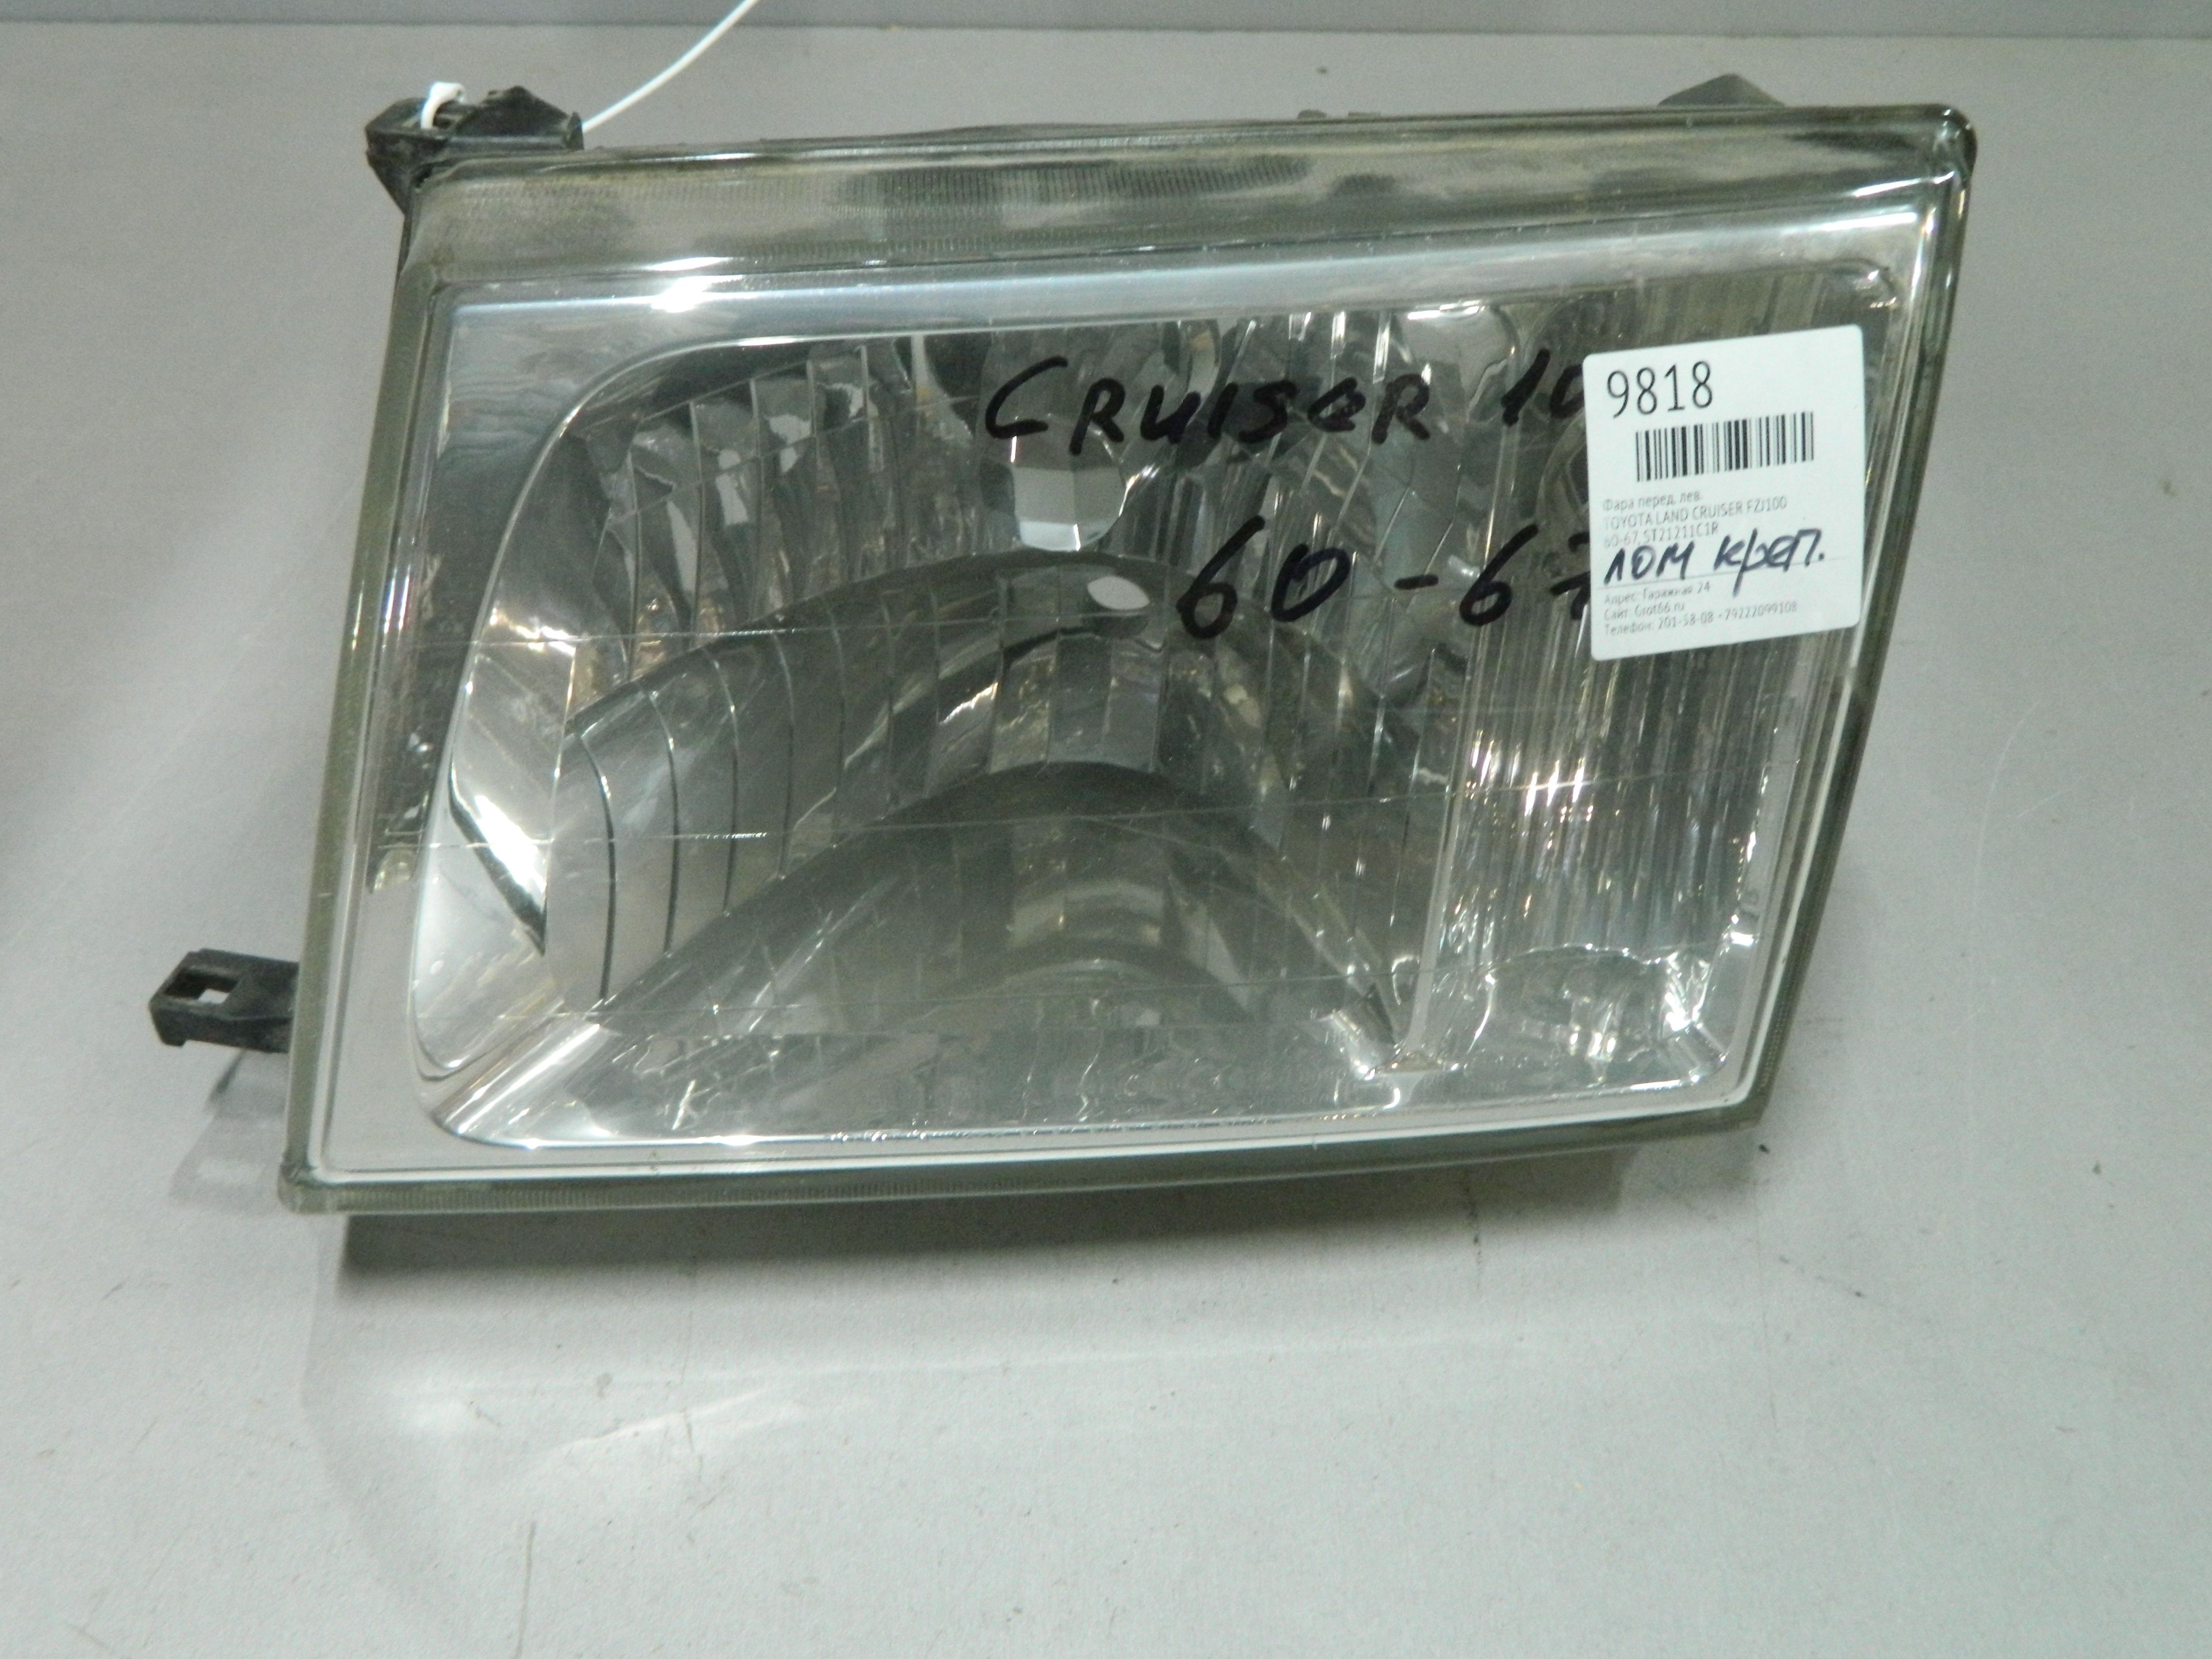 CRUISER 10
60-67
9818
Фара перед. лев.
TOYOTA LAND CRUISER FZJ100
60-67,ST21211C1R
лом креп.
Адрес: Гаражная 24
Сайт: Grot66.ru
Телефон: 201-58-08 +79222099108